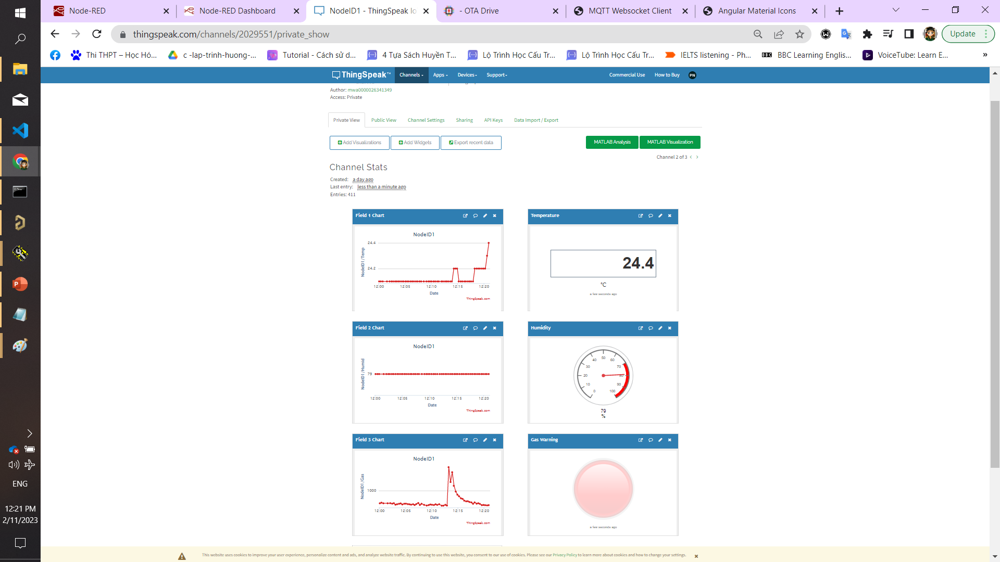 Node-RED
Node-RED Dashboard
NodeID1 - ThingSpeak Io
- OTA Drive
MQTT Websocket Client
Angular Material Icons
thingspeak.com/channels/2029551/private_show
Update
Thi THPT – Học Hó...
c -lap-trinh-huong-...
Tutorial - Cách sử d...
4 Tựa Sách Huyền T...
Lộ Trình Học Cấu Tr...
Lộ Trình Học Cấu Tr...
IELTS listening - Ph...
BBC Learning Englis...
VoiceTube: Learn E...
»
ThingSpeak™
Channels
Apps
Devices
Support
Commercial Use
How to Buy
PN
Author: mwa0000026341349
Access: Private
Private View
Public View
Channel Settings
Sharing
API Keys
Data Import / Export
Add Visualizations
Add Widgets
Export recent data
MATLAB Analysis
MATLAB Visualization
Channel 2 of 3 < >
Channel Stats
Created: a day ago
Last entry: less than a minute ago
Entries: 411
Field 1 Chart
NodeID1
NodeID1/Temp
24.4
24.2
12:00 12:05 12:10 12:15 12:20
Date
ThingSpeak.com
Temperature
24.4
°C
a few seconds ago
Field 2 Chart
NodeID1
NodeID1/Humid
79
12:00 12:05 12:10 12:15 12:20
Date
ThingSpeak.com
Humidity
0 10 20 30 40 50 60 70 80 90 100
79
%
Field 3 Chart
NodeID1
NodeID1/Gas
1000
12:00 12:05 12:10 12:15 12:20
Date
ThingSpeak.com
Gas Warning
a few seconds ago
This website uses cookies to improve your user experience, personalize content and ads, and analyze website traffic. By continuing to use this website, you consent to our use of cookies. Please see our Privacy Policy to learn more about cookies and how to change your settings.
ENG
12:21 PM
2/11/2023